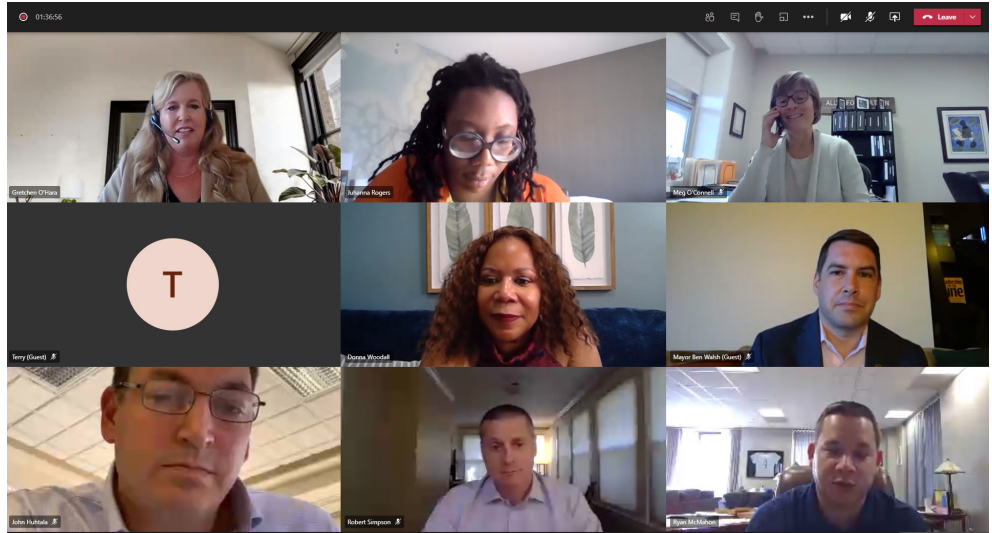 01:36:56
Leave
Gretchen O'Hara
Juhanna Rogers
Meg O'Connell
T
Terry (Guest)
Donna Woodall
Mayor Ben Walsh (Guest)
John Huhtala
Robert Simpson
Ryan McMahon
4